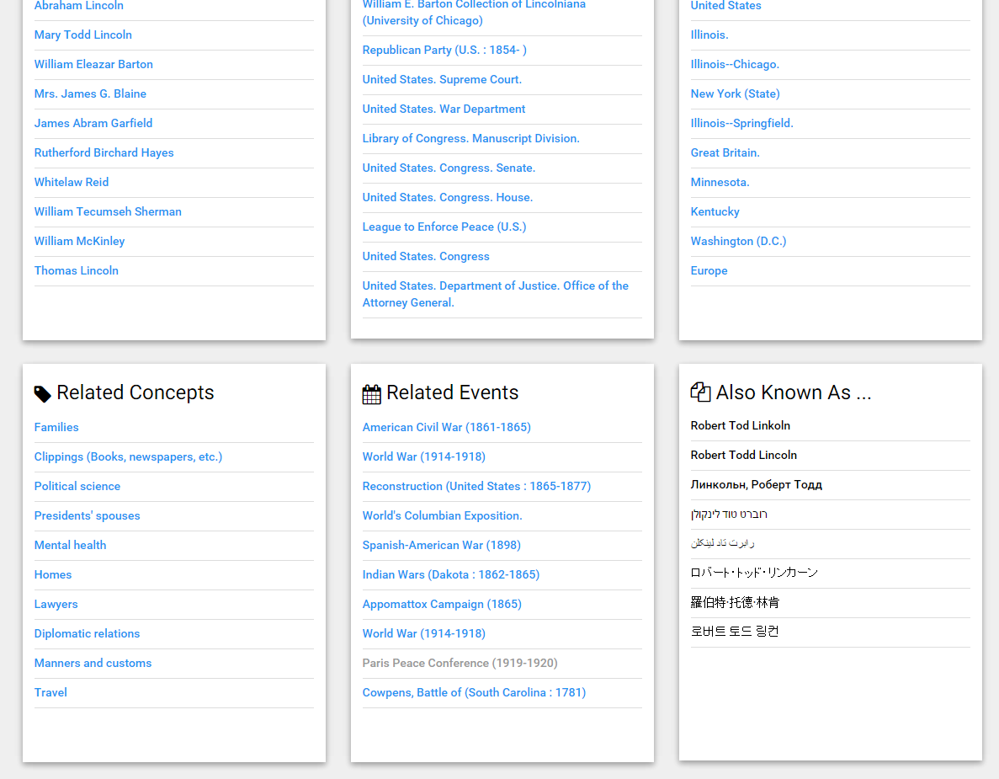 Abraham Lincoln
Mary Todd Lincoln
William Eleazar Barton
Mrs. James G. Blaine
James Abram Garfield
Rutherford Birchard Hayes
Whitelaw Reid
William Tecumseh Sherman
William McKinley
Thomas Lincoln
William E. Barton Collection of Lincolniana
(University of Chicago)
Republican Party (U.S. : 1854- )
United States. Supreme Court.
United States. War Department
Library of Congress. Manuscript Division.
United States. Congress. Senate.
United States. Congress. House.
League to Enforce Peace (U.S.)
United States. Congress
United States. Department of Justice. Office of the
Attorney General.
United States
Illinois.
Illinois--Chicago.
New York (State)
Illinois--Springfield.
Great Britain.
Minnesota.
Kentucky
Washington (D.C.)
Europe
Related Concepts
Families
Clippings (Books, newspapers, etc.)
Political science
Presidents' spouses
Mental health
Homes
Lawyers
Diplomatic relations
Manners and customs
Travel
Related Events
American Civil War (1861-1865)
World War (1914-1918)
Reconstruction (United States : 1865-1877)
World's Columbian Exposition.
Spanish-American War (1898)
Indian Wars (Dakota : 1862-1865)
Appomattox Campaign (1865)
World War (1914-1918)
Paris Peace Conference (1919-1920)
Cowpens, Battle of (South Carolina : 1781)
Also Known As ...
Robert Tod Linkoln
Robert Todd Lincoln
Линкольн, Роберт Тодд
רוברט טוד לינקולן
رابرت تاد لینکلن
ロバート・トッド・リンカーン
羅伯特·托德·林肯
로버트 토드 링컨